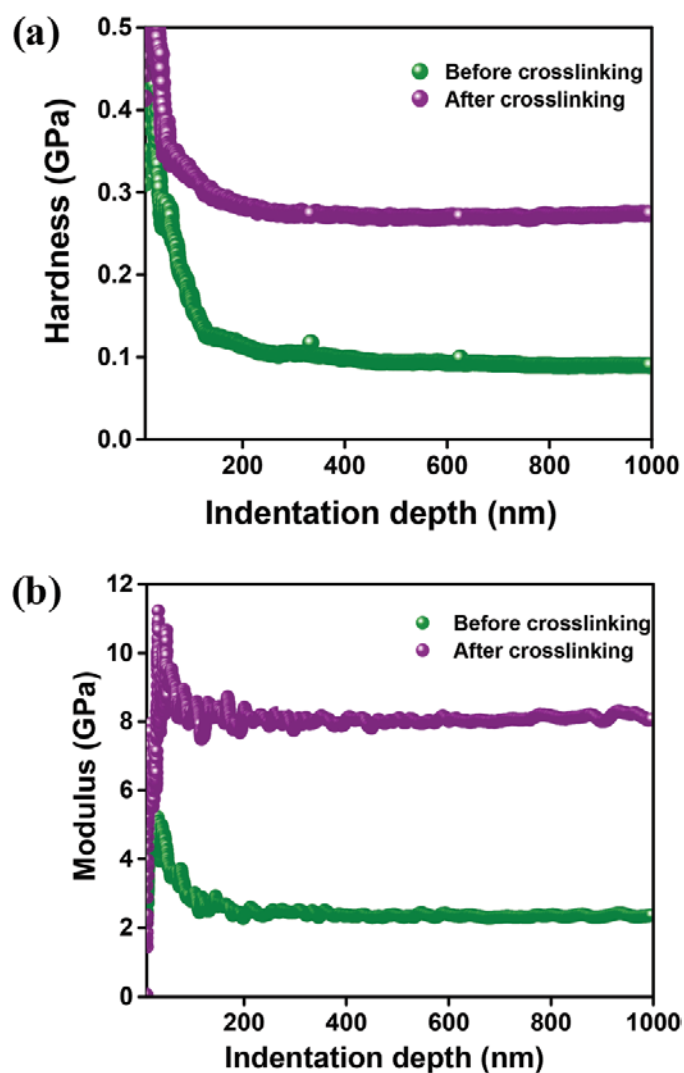 (a)
0.5
0.4
0.3
0.2
0.1
0.0
Hardness (GPa)
Before crosslinking
After crosslinking
200 400 600 800 1000
Indentation depth (nm)
(b)
12
10
8
6
4
2
0
Modulus (GPa)
Before crosslinking
After crosslinking
200 400 600 800 1000
Indentation depth (nm)